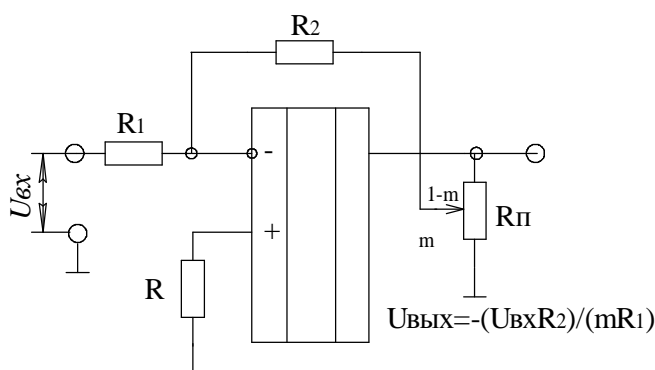 R2
R1
-
Uвх
1-m
Rп
m
+
R
Uвых=-(UвхR2)/(mR1)